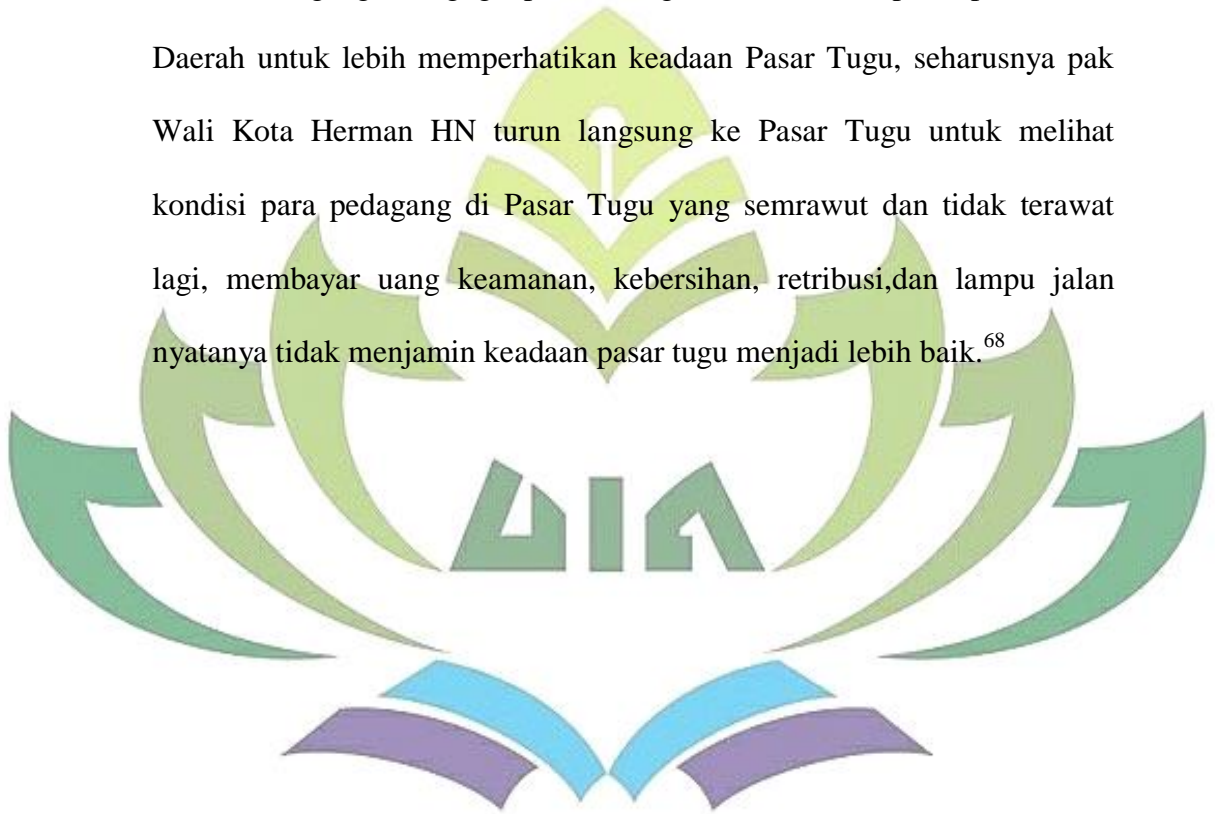 Daerah untuk lebih memperhatikan keadaan Pasar Tugu, seharusnya pak
Wali Kota Herman HN turun langsung ke Pasar Tugu untuk melihat
kondisi para pedagang di Pasar Tugu yang semrawut dan tidak terawat
lagi, membayar uang keamanan, kebersihan, retribusi,dan lampu jalan
nyatanya tidak menjamin keadaan pasar tugu menjadi lebih baik.68
UIN